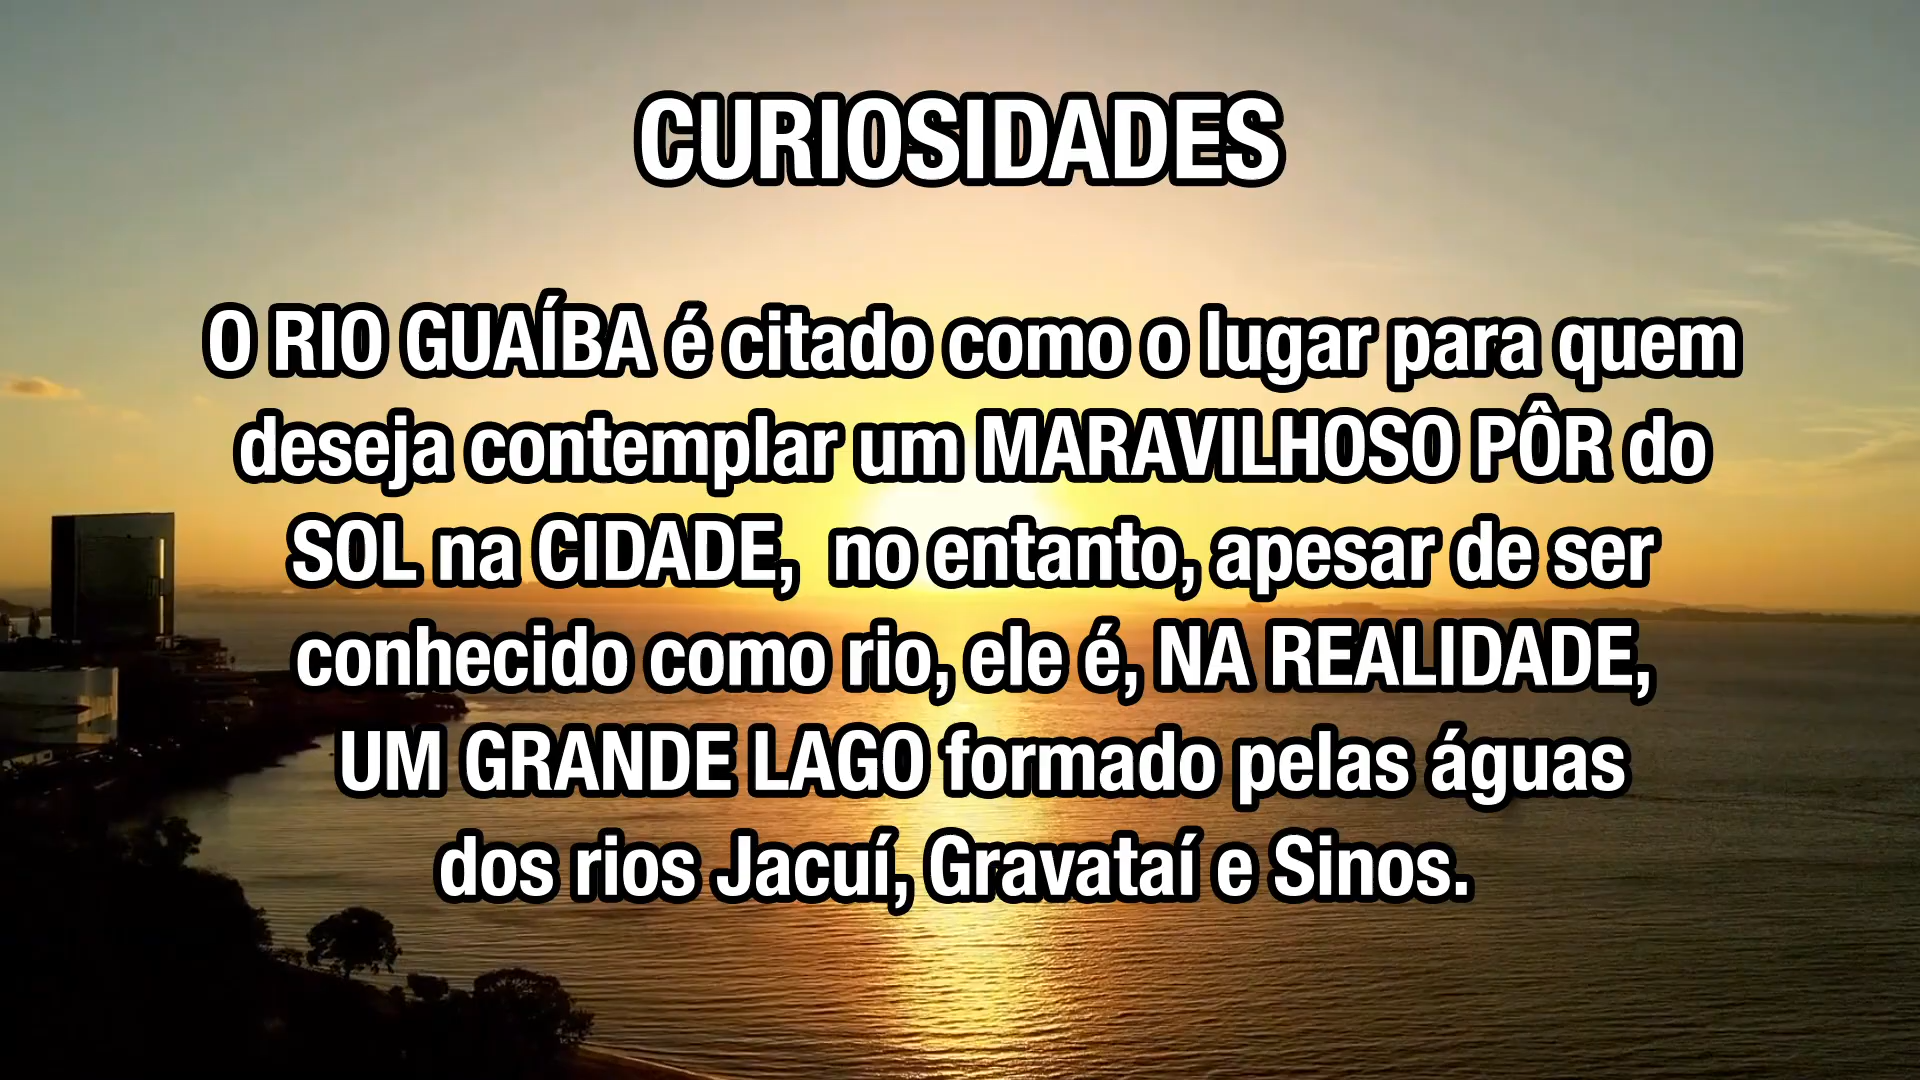 CURIOSIDADES
O RIO GUAÍBA é citado como o lugar para quem
deseja contemplar um MARAVILHOSO PÔR do
SOL na CIDADE, no entanto, apesar de ser
conhecido como rio, ele é, NA REALIDADE,
UM GRANDE LAGO formado pelas águas
dos rios Jacuí, Gravataí e Sinos.